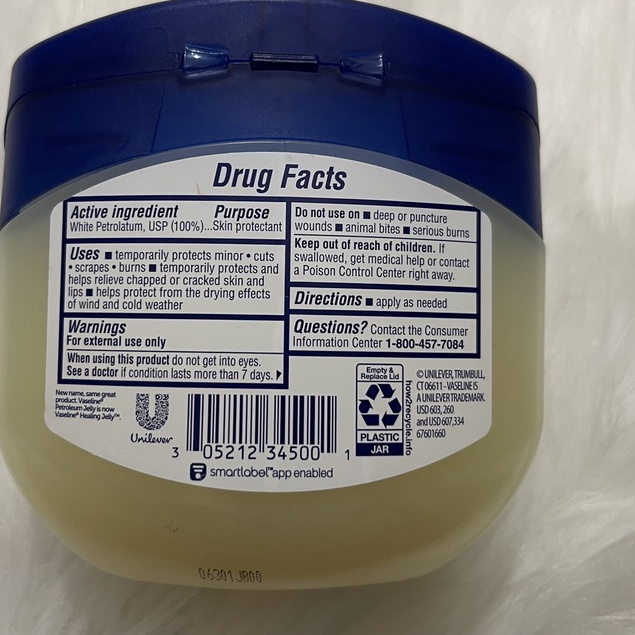 Drug Facts
Active ingredient Purpose
White Petrolatum, USP (100%)...Skin protectant
Uses ■ temporarily protects minor • cuts
• scrapes • burns ■ temporarily protects and
helps relieve chapped or cracked skin and
lips ■ helps protect from the drying effects
of wind and cold weather
Warnings
For external use only
When using this product do not get into eyes.
See a doctor if condition lasts more than 7 days.
Do not use on ■ deep or puncture
wounds ■ animal bites ■ serious burns
Keep out of reach of children. If
swallowed, get medical help or contact
a Poison Control Center right away.
Directions ■ apply as needed
Questions? Contact the Consumer
Information Center 1-800-457-7084
New name, same great
product. Vaseline®
Petroleum Jelly is now
Vaseline® Healing Jelly™.
Unilever
3 05212 34500 1
smartlabel™ app enabled
Empty &
Replace Lid
PLASTIC
JAR
how2recycle.info
© UNILEVER, TRUMBULL,
CT 06611 - VASELINE IS
A UNILEVER TRADEMARK.
USD 603, 260
and USD 607,334
67601660
06301JB00